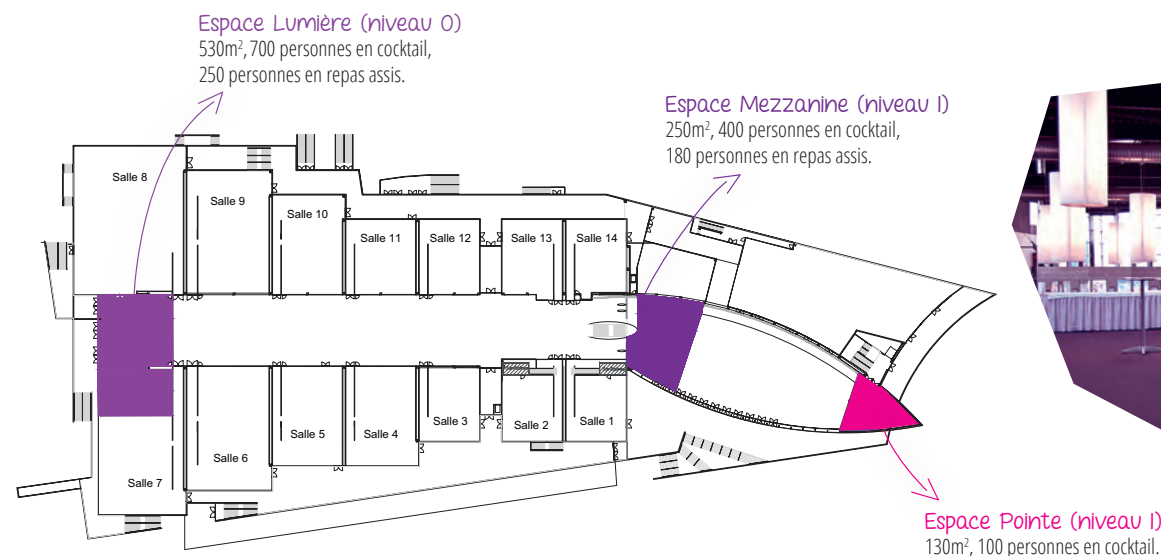 Espace Lumière (niveau 0)
530m², 700 personnes en cocktail,
250 personnes en repas assis.
Espace Mezzanine (niveau 1)
250m², 400 personnes en cocktail,
180 personnes en repas assis.
Salle 8
Salle 9
Salle 10
Salle 11
Salle 12
Salle 13
Salle 14
Salle 7
Salle 6
Salle 5
Salle 4
Salle 3
Salle 2
Salle 1
Espace Pointe (niveau 1)
130m², 100 personnes en cocktail.